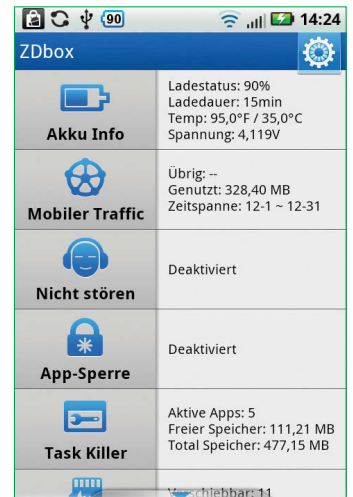 90
14:24
ZDbox
Akku Info
Ladestatus: 90%
Ladedauer: 15min
Temp: 95,0°F / 35,0°C
Spannung: 4,119V
Mobiler Traffic
Übrig: --
Genutzt: 328,40 MB
Zeitspanne: 12-1 ~ 12-31
Nicht stören
Deaktiviert
App-Sperre
Deaktiviert
Task Killer
Aktive Apps: 5
Freier Speicher: 111,21 MB
Total Speicher: 477,15 MB
Verschiebbar: 11